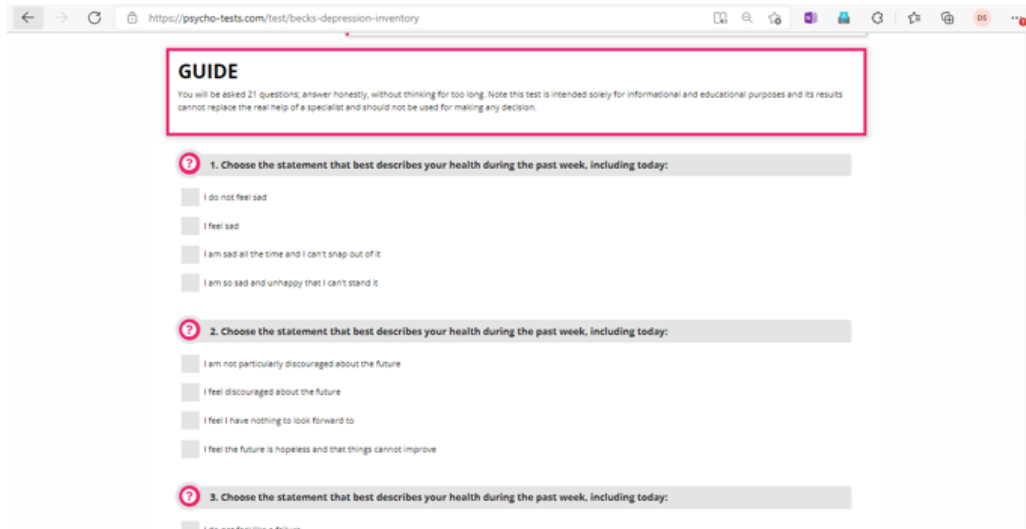 https://psycho-tests.com/test/becks-depression-inventory
DS
GUIDE
You will be asked 21 questions; answer honestly, without thinking for too long. Note this test is intended solely for informational and educational purposes and its results
cannot replace the real help of a specialist and should not be used for making any decision.
? 1. Choose the statement that best describes your health during the past week, including today:
I do not feel sad
I feel sad
I am sad all the time and I can't snap out of it
I am so sad and unhappy that I can't stand it
? 2. Choose the statement that best describes your health during the past week, including today:
I am not particularly discouraged about the future
I feel discouraged about the future
I feel I have nothing to look forward to
I feel the future is hopeless and that things cannot improve
? 3. Choose the statement that best describes your health during the past week, including today:
I do not feel like a failure